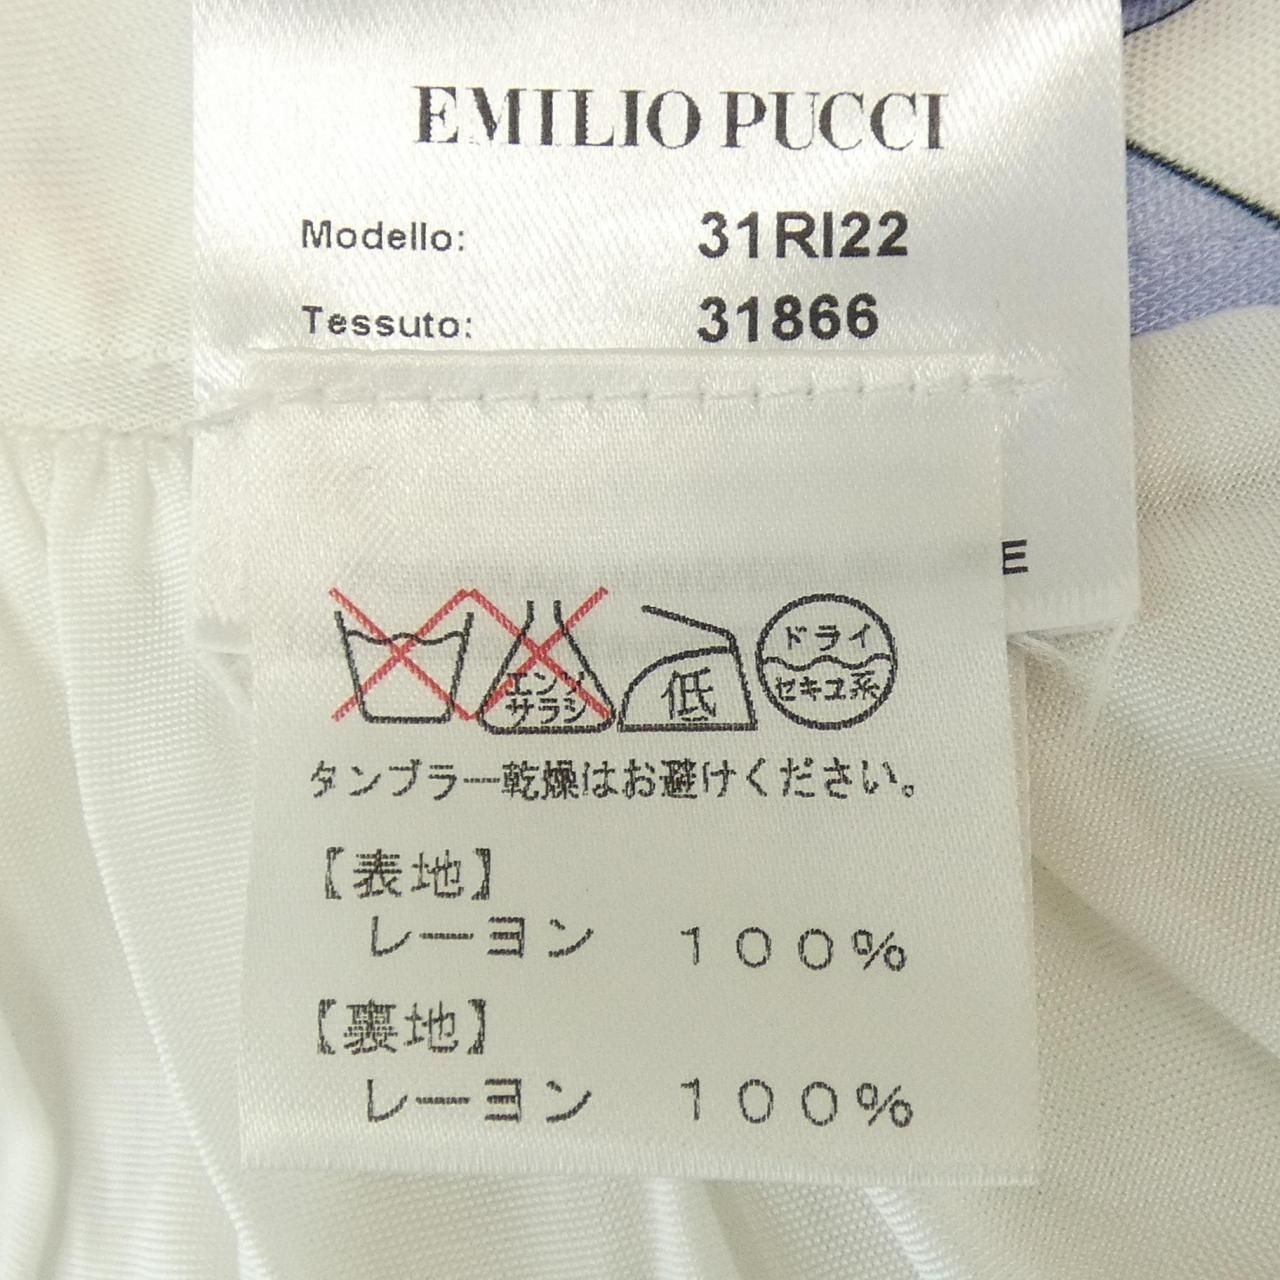 EMILIO PUCCI
Modello: 31RI22
Tessuto: 31866
E
エンソ
サラシ
低
ドライ
セキユ系
タンブラー乾燥はお避けください。
【表地】
レーヨン 100%
【裏地】
レーヨン 100%